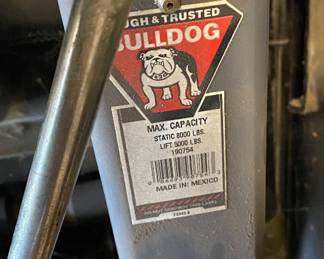 UGH & TRUSTED
BULLDOG
MAX. CAPACITY
STATIC 8000 LBS.
LIFT 5000 LBS.
190754
MADE IN: MEXICO